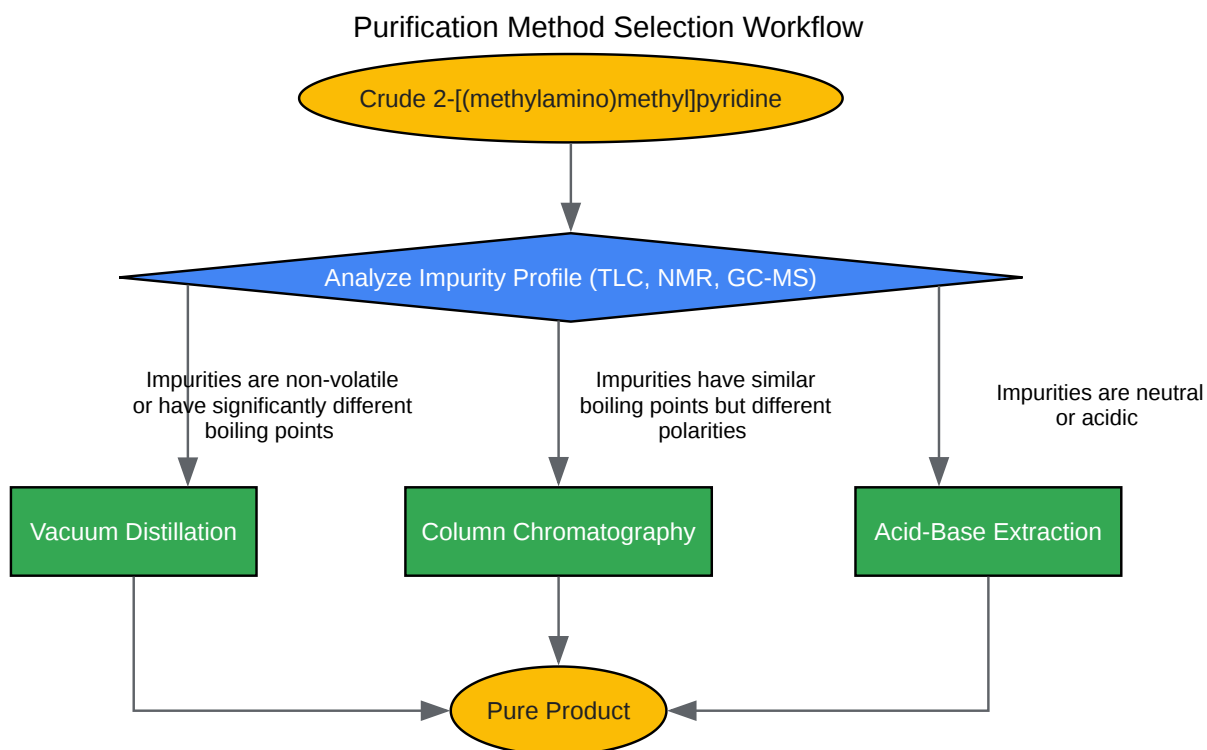 Purification Method Selection Workflow
Crude 2-[(methylamino)methyl]pyridine
Analyze Impurity Profile (TLC, NMR, GC-MS)
Impurities are non-volatile
or have significantly different
boiling points
Impurities have similar
boiling points but different
polarities
Impurities are neutral
or acidic
Vacuum Distillation
Column Chromatography
Acid-Base Extraction
Pure Product